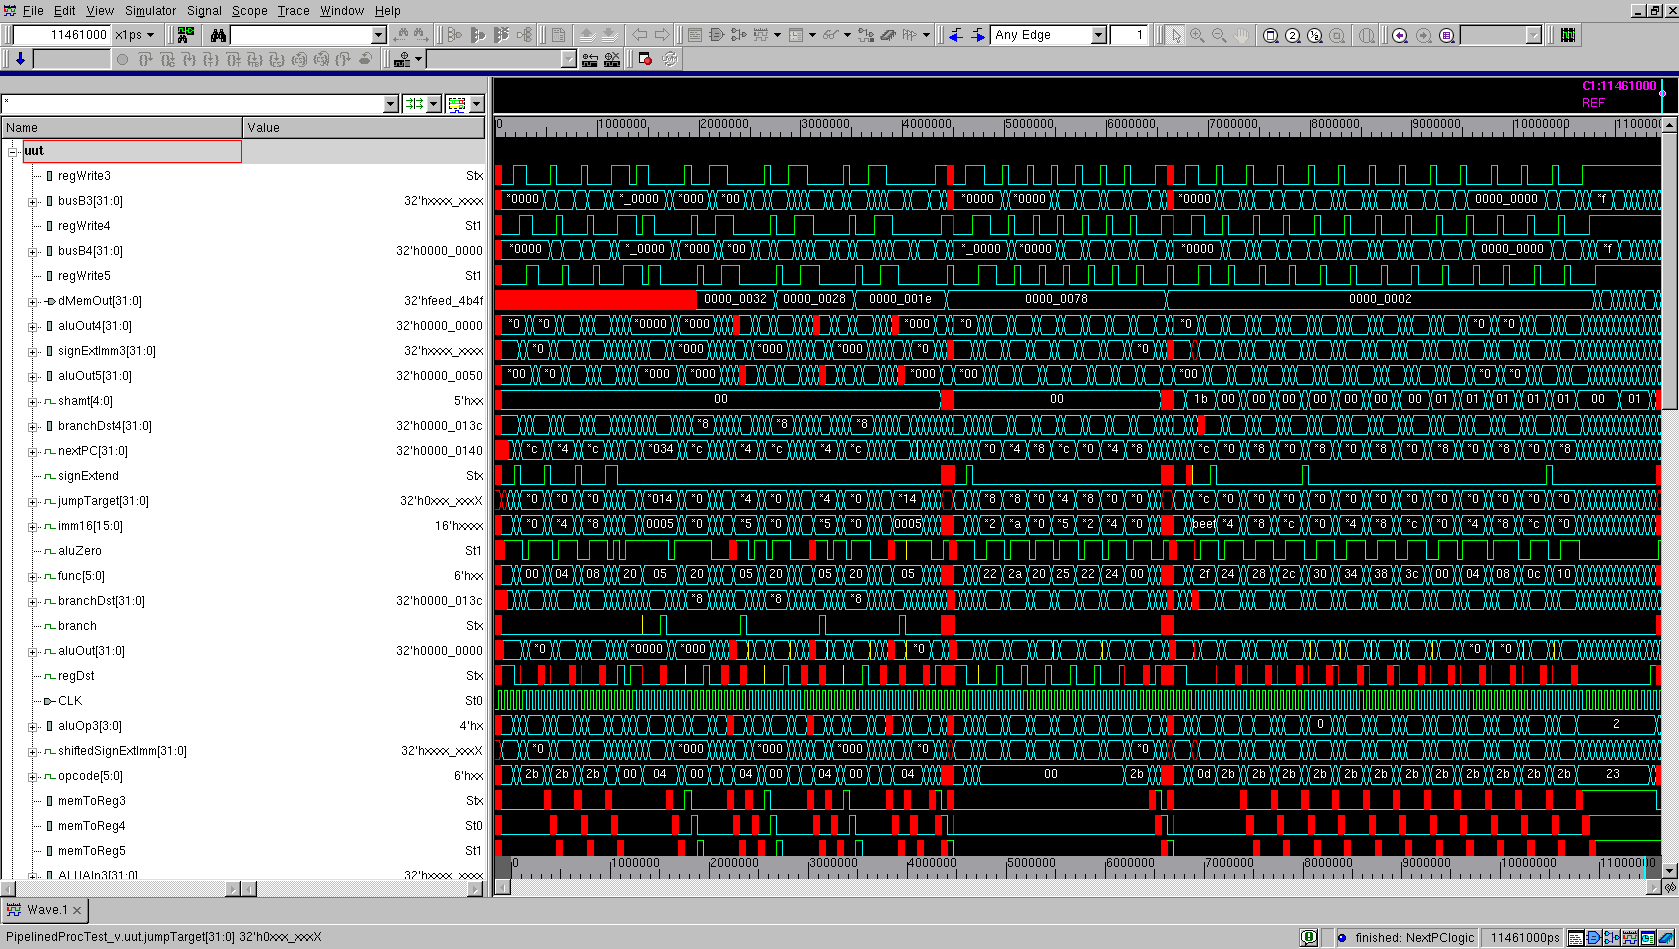 File Edit View Simulator Signal Scope Trace Window Help
11461000 x1ps Any Edge 1
C1:11461000
REF
*
Name Value
0 1000000 2000000 3000000 4000000 5000000 6000000 7000000 8000000 9000000 10000000
uut
regWrite3 Stx
busB3[31:0] 32'hxxxx_xxxx *0000 *_0000 *000 *00 *0000 *0000 *0000 0000_0000 *f
regWrite4 St1
busB4[31:0] 32'h0000_0000 *0000 *_0000 *000 *00 *_0000 *0000 *0000 0000_0000 *f
regWrite5 St1
dMemOut[31:0] 32'hfeed_4b4f 0000_0032 0000_0028 0000_001e 0000_0078 0000_0002
aluOut4[31:0] 32'h0000_0000 *0 *0 *0000 *000 *000 *0 *0 *0 *0
signExtImm3[31:0] 32'hxxxx_xxxx *0 *000 *000 *000 *0 *0
aluOut5[31:0] 32'h0000_0050 *00 *0 *000 *000 *000 *00 *00 *0 *0
shamt[4:0] 5'hxx 00 00 1b 00 00 00 00 00 00 00 01 01 01 01 01 00 01
branchDst4[31:0] 32'h0000_013c *8 *8 *8
nextPC[31:0] 32'h0000_0140 *c *4 *c *034 *c *4 *c *4 *c *c *0 *4 *8 *c *0 *4 *8 *c *0 *8 *0 *8 *0 *8 *0 *8 *0 *8 *0 *8
signExtend Stx
jumpTarget[31:0] 32'h0xxx_xxxX *0 *0 *0 *014 *0 *4 *0 *4 *0 *14 *8 *8 *4 *8 *0 *0 *c *0 *0 *0 *0 *0 *0 *0 *0 *0 *0 *0 *0
imm16[15:0] 16'hxxxx *0 *4 *8 0005 *0 *5 *0 *5 *0 0005 *2 *a *0 *5 *2 *4 *0 beef *4 *8 *c *0 *4 *8 *c *0 *4 *8 *c *0
aluZero St1
func[5:0] 6'hxx 00 04 08 20 05 20 05 20 05 20 05 22 2a 20 25 22 24 00 2f 24 28 2c 30 34 38 3c 00 04 08 0c 10
branchDst[31:0] 32'h0000_013c *8 *8 *8
branch Stx
aluOut[31:0] 32'h0000_0000 *0 *0000 *000 *0 *0 *0
regDst Stx
CLK St0
aluOp3[3:0] 4'hx 0 2
shiftedSignExtImm[31:0] 32'hxxxx_xxxX *0 *000 *000 *000 *0 *0
opcode[5:0] 6'hxx 2b 2b 2b 00 04 00 04 00 04 00 04 00 2b 0d 2b 2b 2b 2b 2b 2b 2b 2b 2b 2b 2b 2b 23
memToReg3 Stx
memToReg4 St0
memToReg5 St1
ALUAIn3[31:0] 32'hxxxx_xxxx
0 1000000 2000000 3000000 4000000 5000000 6000000 7000000 8000000 9000000 10000000
Wave.1
PipelinedProcTest_v.uut.jumpTarget[31:0] 32'h0xxx_xxxX finished: NextPClogic 11461000ps